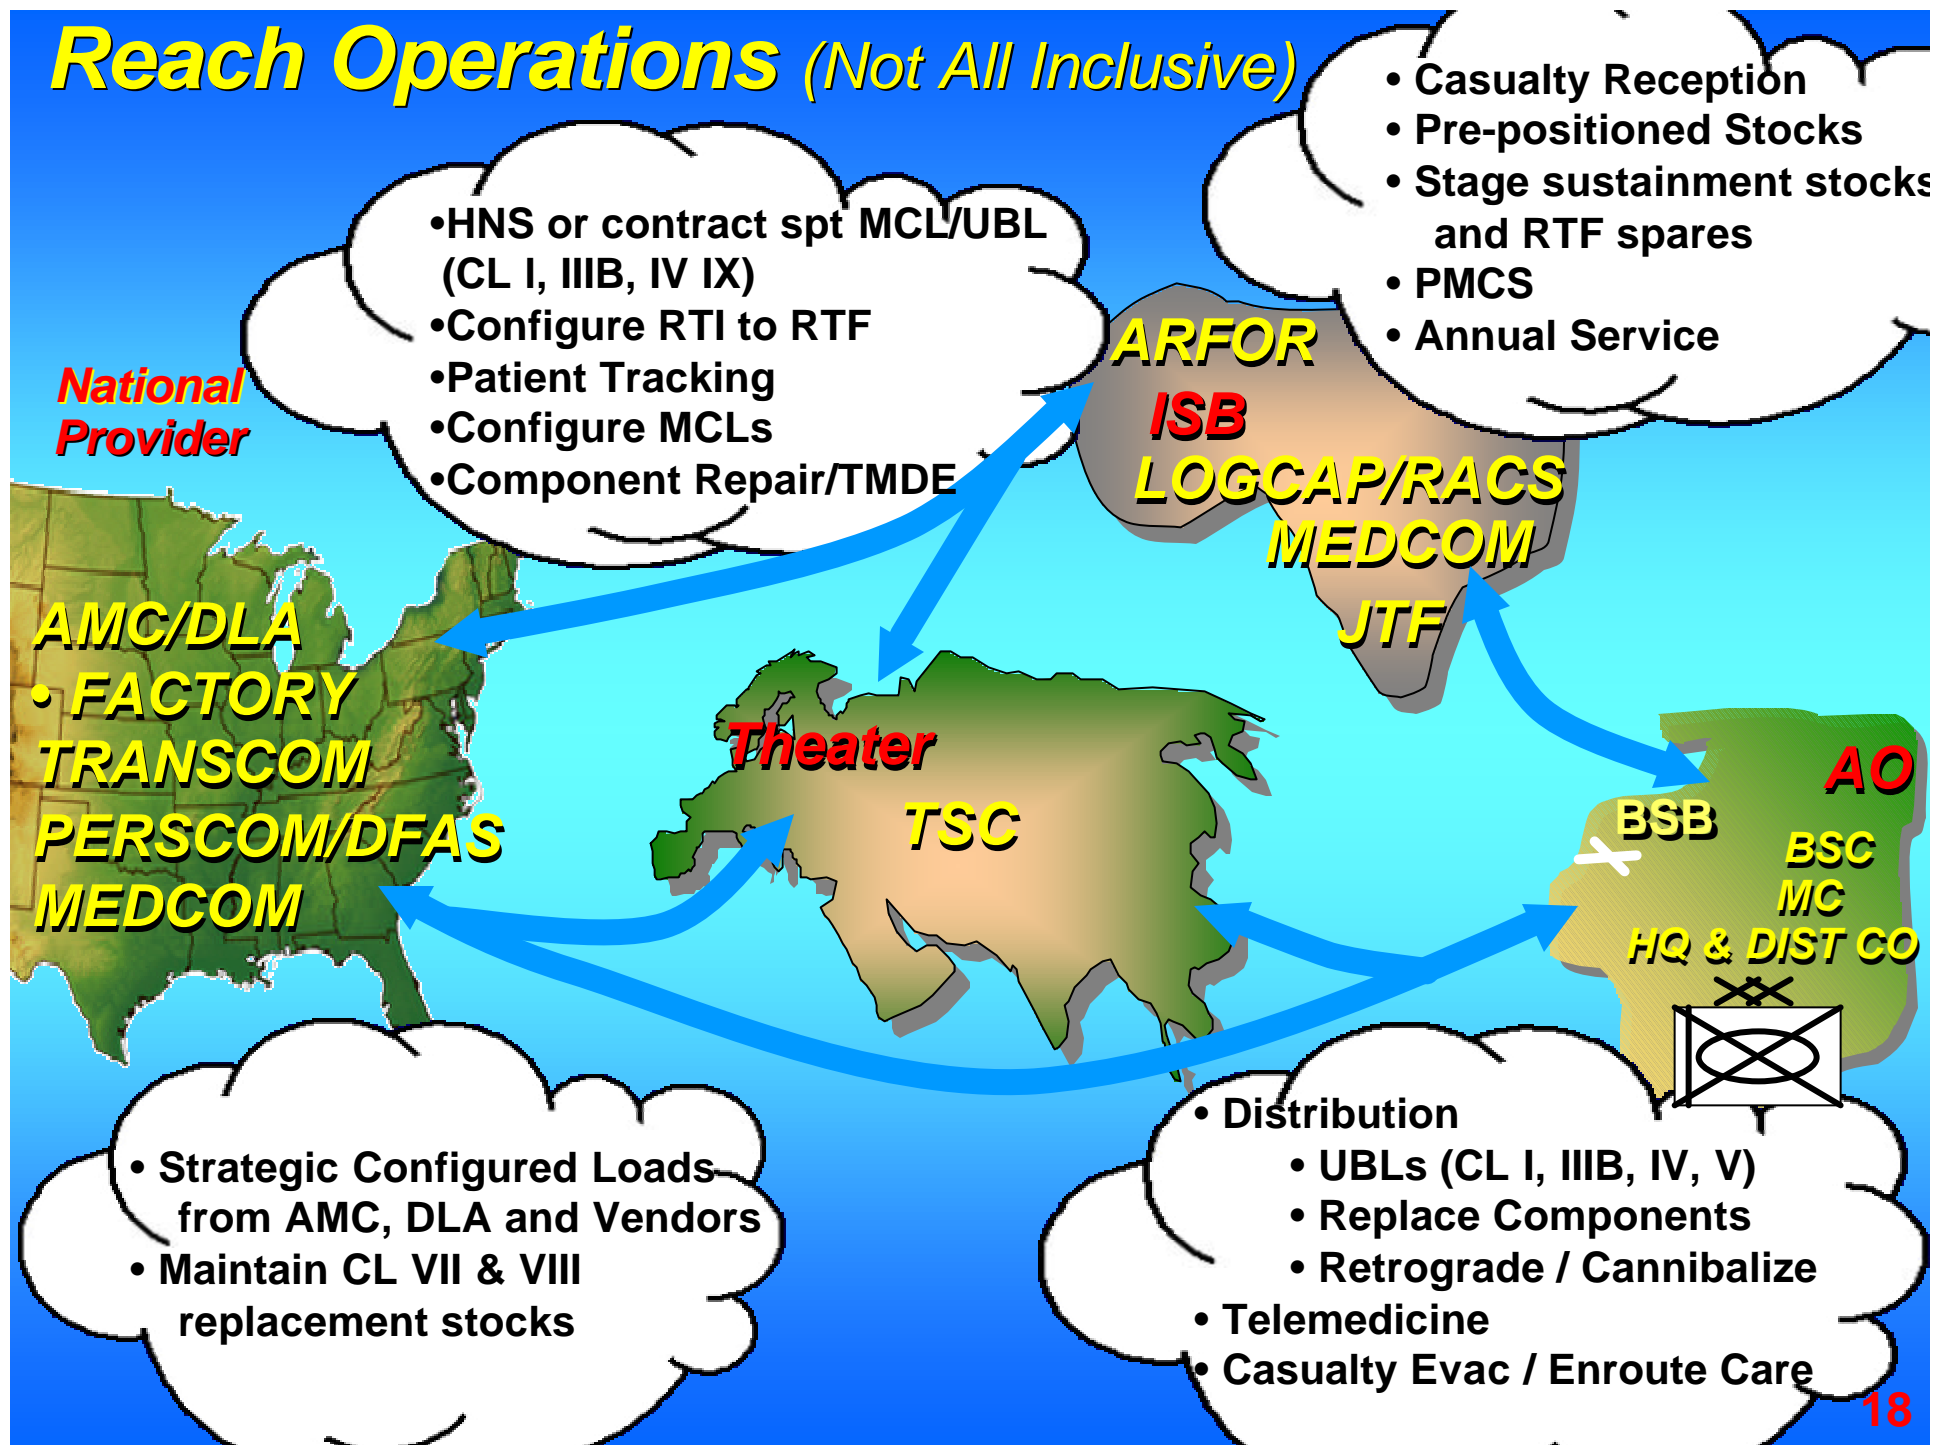 Reach Operations (Not All Inclusive)
• Casualty Reception
• Pre-positioned Stocks
• Stage sustainment stocks
and RTF spares
• PMCS
• Annual Service
•HNS or contract spt MCL/UBL
(CL I, IIIB, IV IX)
•Configure RTI to RTF
•Patient Tracking
•Configure MCLs
•Component Repair/TMDE
National
Provider
ARFOR
ISB
LOGCAP/RACS
MEDCOM
JTF
AMC/DLA
• FACTORY
TRANSCOM
PERSCOM/DFAS
MEDCOM
Theater
TSC
AO
BSB
BSC
MC
HQ & DIST CO
• Strategic Configured Loads
from AMC, DLA and Vendors
• Maintain CL VII & VIII
replacement stocks
• Distribution
• UBLs (CL I, IIIB, IV, V)
• Replace Components
• Retrograde / Cannibalize
• Telemedicine
• Casualty Evac / Enroute Care
18